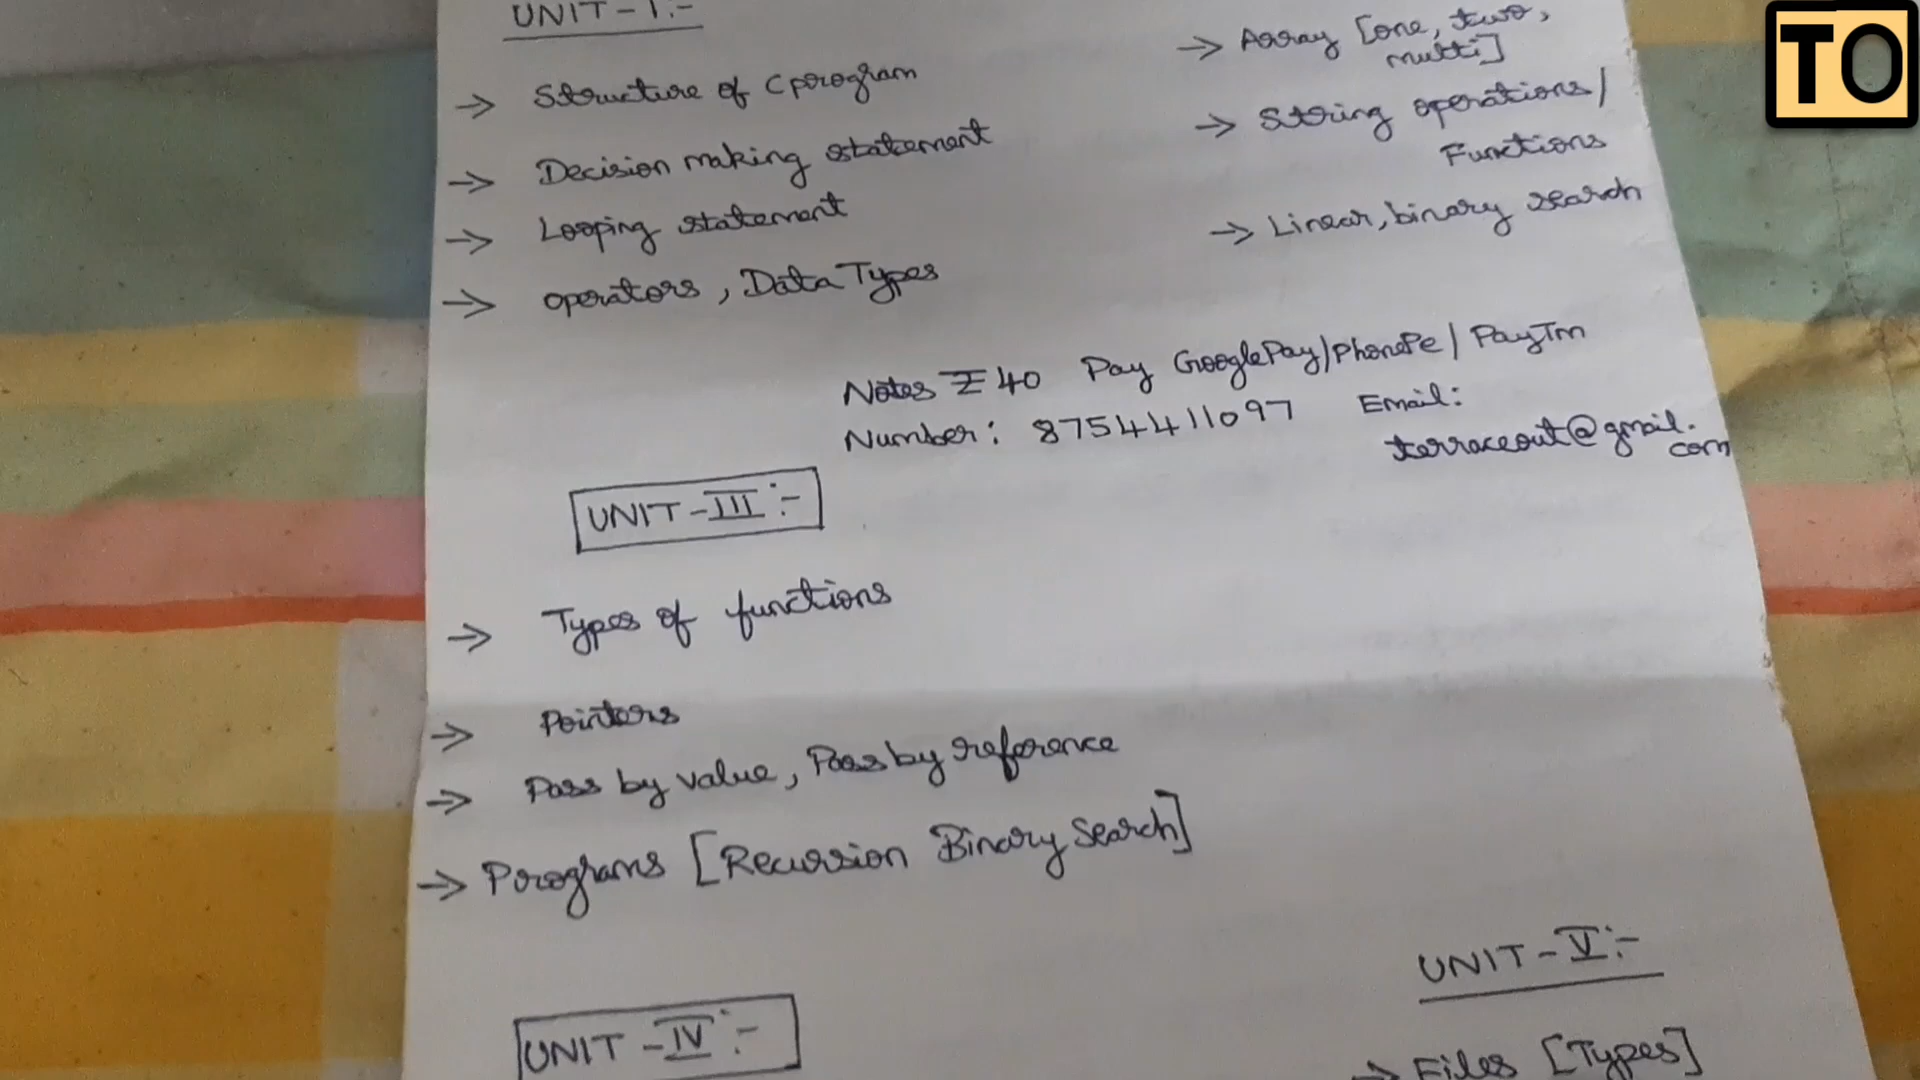 UNIT-I:-
→ Structure of C program
→ Decision making statement
→ Looping statement
→ operators, Data Types
→ Array [one, two,
multi]
→ String operations/
Functions
→ Linear, binary search
Notes ₹ 40 Pay GooglePay/PhonePe/PayTm
Number: 8754411097 Email:
terraceout@gmail.
com
UNIT-III:-
→ Types of functions
→ Pointers
→ Pass by value, Pass by reference
→ Programs [Recursion Binary Search]
UNIT-IV:-
UNIT-V:-
→ Files [Types]
TO